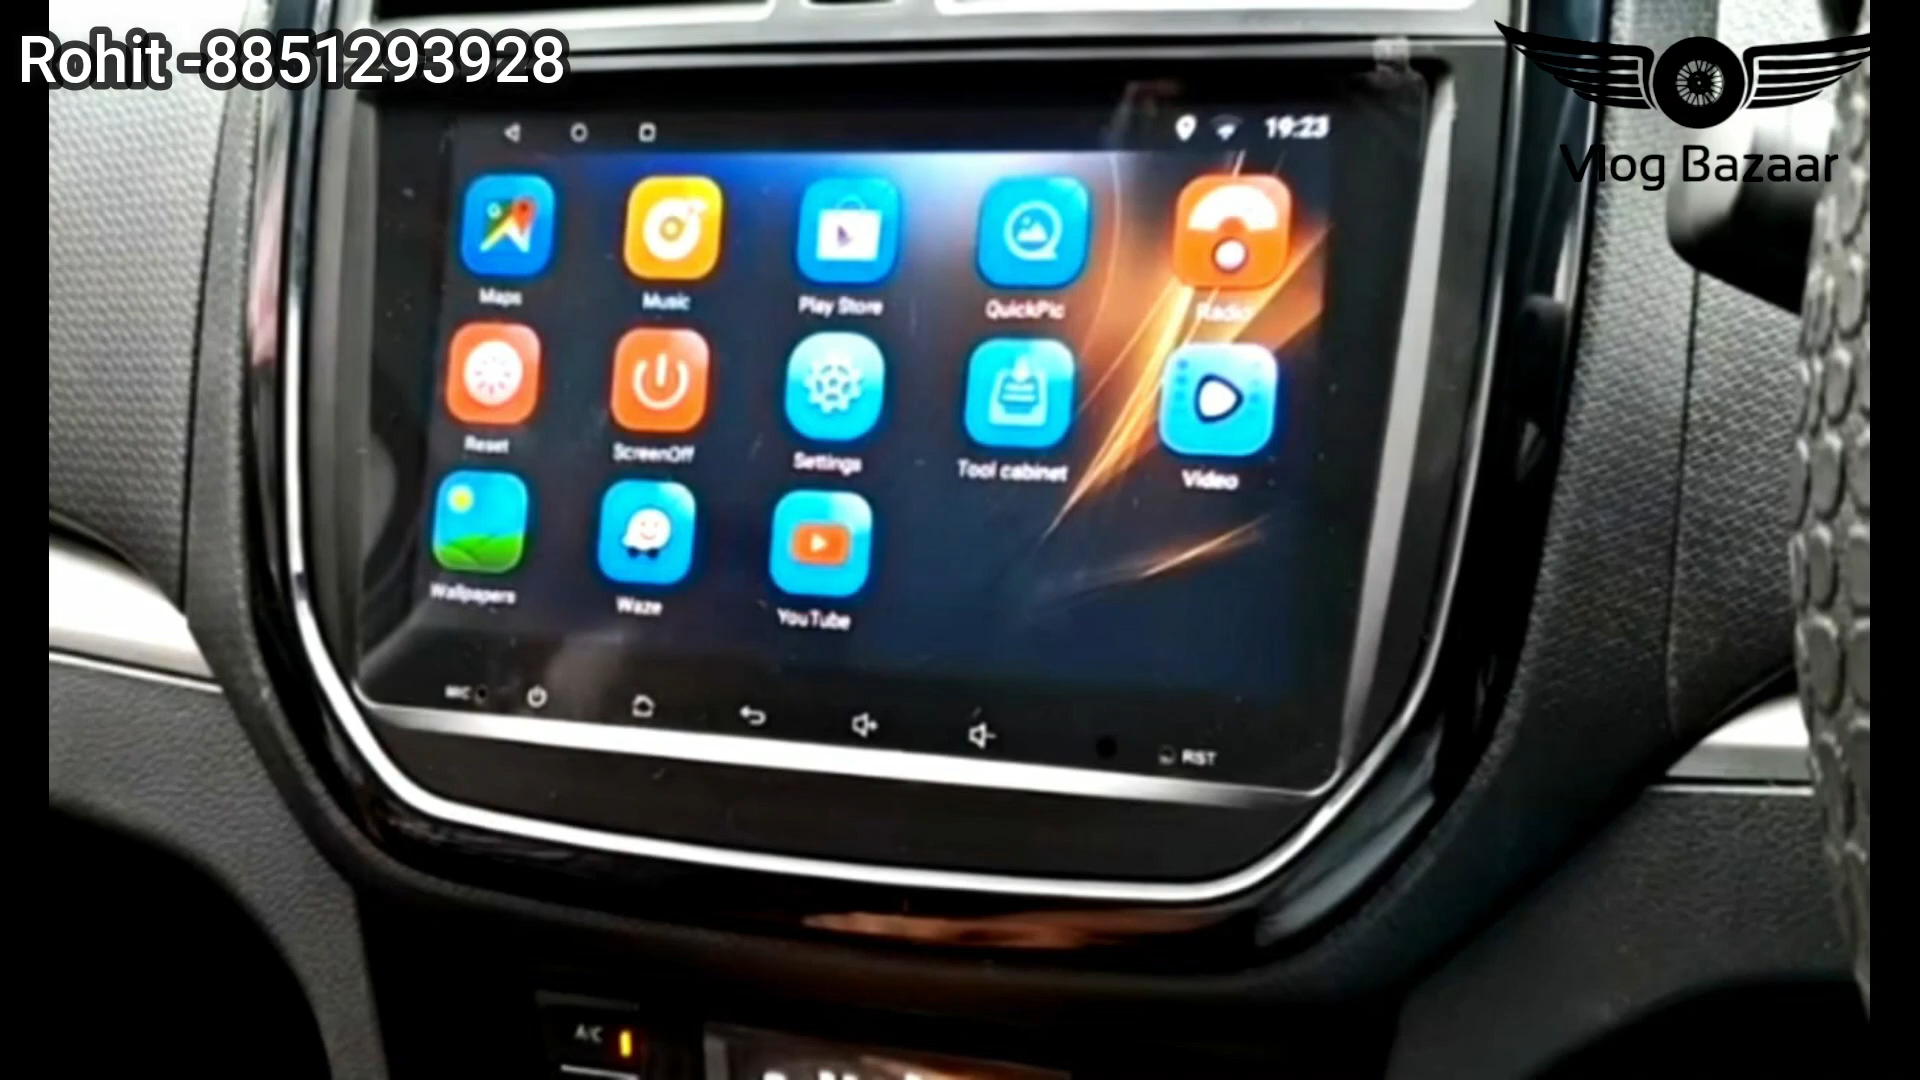 Rohit -8851293928
Vlog Bazaar
19:23
Maps
Music
Play Store
QuickPic
Radio
Reset
ScreenOff
Settings
Tool cabinet
Video
Wallpapers
Waze
YouTube
MIC
RST
A/C